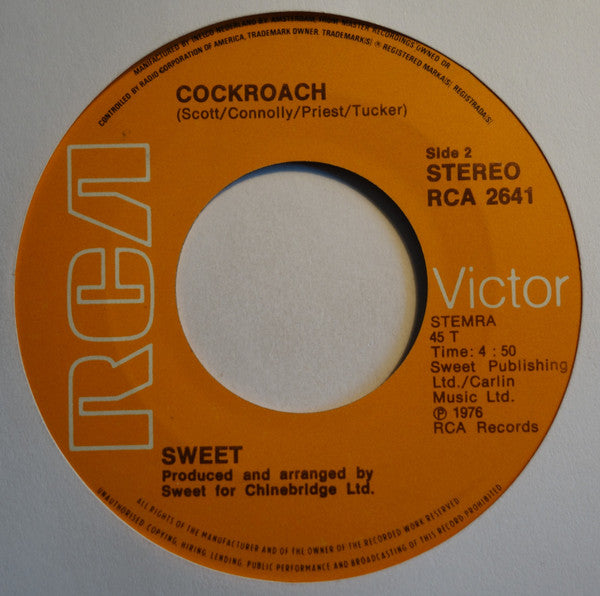 MANUFACTURED BY INELCO NEDERLAND BV, AMSTERDAM, FROM MASTER RECORDINGS OWNED OR
CONTROLLED BY RADIO CORPORATION OF AMERICA, TRADEMARK OWNER TRADEMARK(S) ® REGISTERED MARKA(S) REGISTRADA(S)
COCKROACH
(Scott/Connolly/Priest/Tucker)
Side 2
STEREO
RCA 2641
RCA
Victor
STEMRA
45 T
Time: 4 : 50
Sweet Publishing
Ltd./Carlin
Music Ltd.
℗ 1976
RCA Records
SWEET
Produced and arranged by
Sweet for Chinebridge Ltd.
ALL RIGHTS OF THE MANUFACTURER AND OF THE OWNER OF THE RECORDED WORK RESERVED
UNAUTHORISED COPYING, HIRING, LENDING, PUBLIC PERFORMANCE AND BROADCASTING OF THIS RECORD PROHIBITED